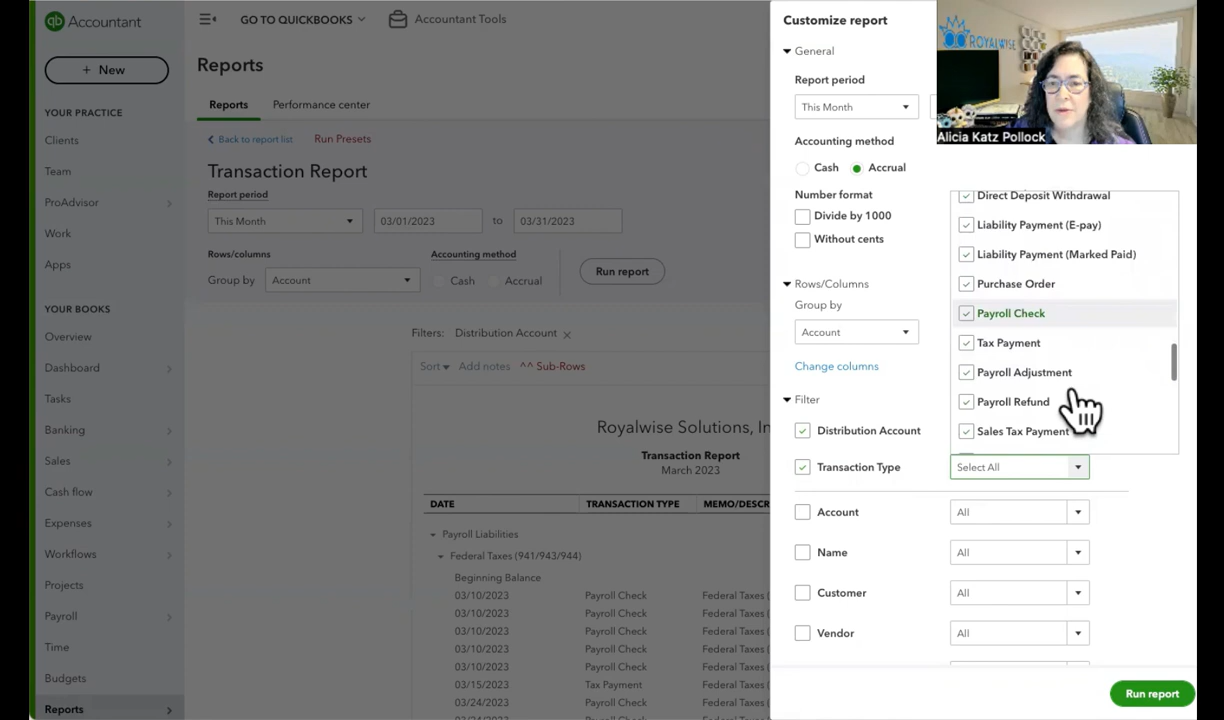 qb Accountant
GO TO QUICKBOOKS
Accountant Tools
+ New
YOUR PRACTICE
Clients
Team
ProAdvisor
Work
Apps
YOUR BOOKS
Overview
Dashboard
Tasks
Banking
Sales
Cash flow
Expenses
Workflows
Projects
Payroll
Time
Budgets
Reports
Reports
Reports
Performance center
Back to report list
Run Presets
Transaction Report
Report period
This Month
03/01/2023
to
03/31/2023
Rows/columns
Accounting method
Group by
Account
Cash
Accrual
Run report
Filters: Distribution Account
Sort
Add notes
^^ Sub-Rows
Royalwise Solutions, In
Transaction Report
March 2023
DATE TRANSACTION TYPE MEMO/DESCR
Payroll Liabilities
Federal Taxes (941/943/944)
Beginning Balance
03/10/2023 Payroll Check Federal Taxes (
03/10/2023 Payroll Check Federal Taxes (
03/10/2023 Payroll Check Federal Taxes (
03/10/2023 Payroll Check Federal Taxes (
03/10/2023 Payroll Check Federal Taxes (
03/15/2023 Tax Payment Federal Taxes (
03/24/2023 Payroll Check Federal Taxes (
03/24/2023 Payroll Check Federal Taxes (
Customize report
General
Report period
This Month
Accounting method
Cash
Accrual
Number format
Divide by 1000
Without cents
Rows/Columns
Group by
Account
Change columns
Filter
Distribution Account
Transaction Type
Select All
Direct Deposit Withdrawal
Liability Payment (E-pay)
Liability Payment (Marked Paid)
Purchase Order
Payroll Check
Tax Payment
Payroll Adjustment
Payroll Refund
Sales Tax Payment
Account
All
Name
All
Customer
All
Vendor
All
Run report
ROYALWISE
Alicia Katz Pollock